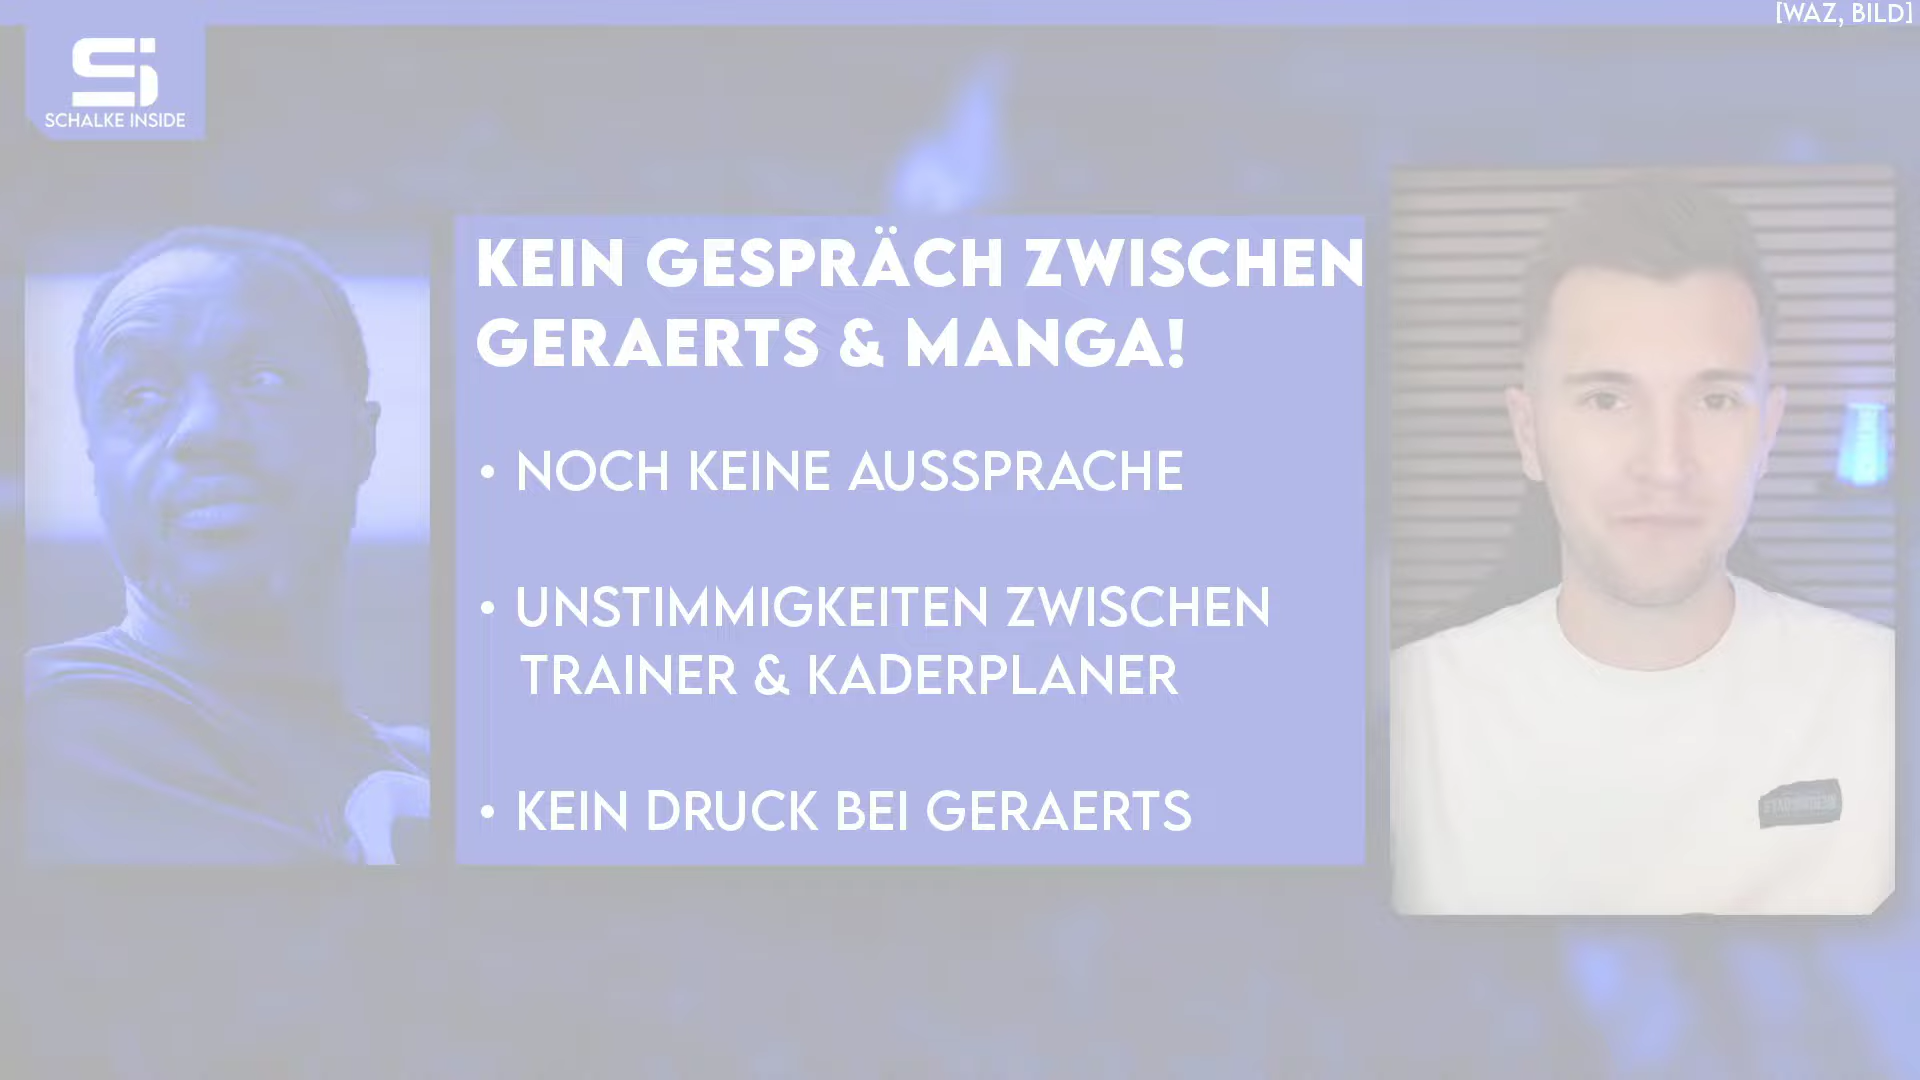 [WAZ, BILD]
SI
SCHALKE INSIDE
KEIN GESPRÄCH ZWISCHEN
GERAERTS & MANGA!
• NOCH KEINE AUSSPRACHE
• UNSTIMMIGKEITEN ZWISCHEN
TRAINER & KADERPLANER
• KEIN DRUCK BEI GERAERTS